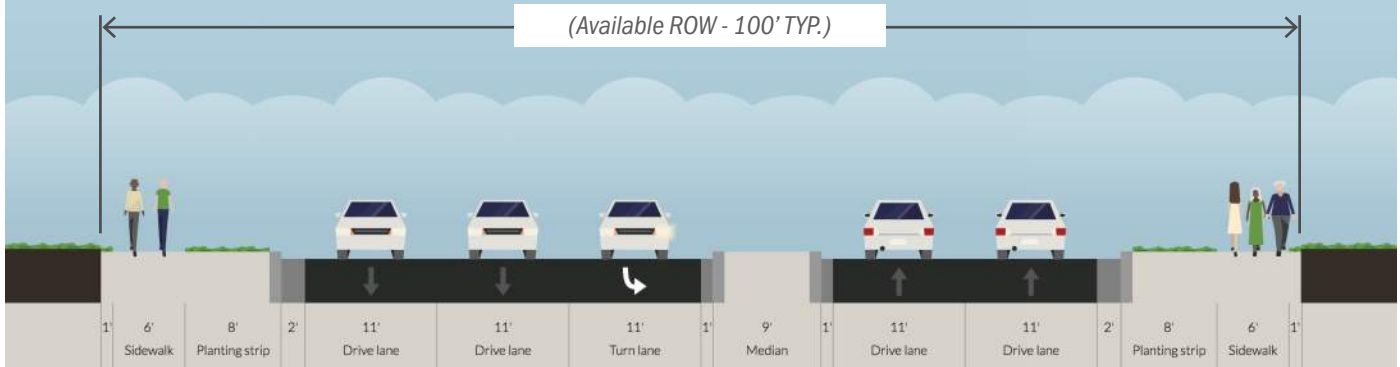 (Available ROW - 100' TYP.)
1' 6' 8' 2' 11' 11' 11' 1' 9' 1' 11' 11' 2' 8' 6' 1'
Sidewalk Planting strip Drive lane Drive lane Turn lane Median Drive lane Drive lane Planting strip Sidewalk